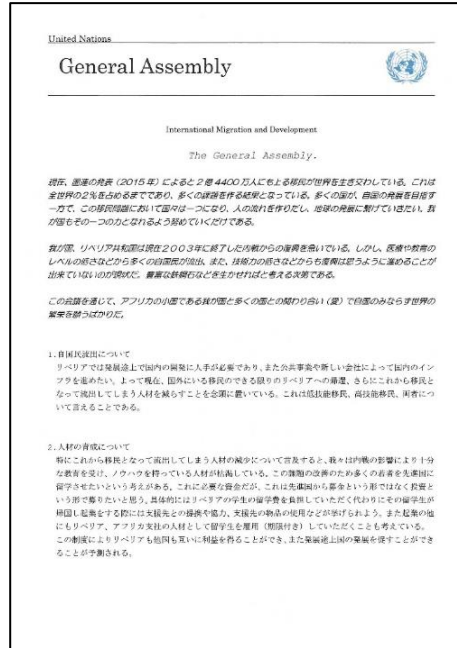 United Nations
General Assembly
International Migration and Development
The General Assembly.
現在、国連の発表（2015年）によると2億4400万人にも上る移民が世界を生き交わしている。これは
全世界の2％を占めるまでであり、多くの課題を作る結果となっている。多くの国が、自国の発展を目指す
一方で、この移民問題において国々は一つになり、人の流れを作りだし、地球の発展に繋げていきたい。我
が国もその一つの力となれるよう努めていくだけである。
我が国、リベリア共和国は現在2003年に終了した内戦からの復興を急いでいる。しかし、医療や教育の
レベルの低さなどから多くの自国民が流出、また、技術力の低さなどからも復興は思うように進めることが
出来ていないのが現状だ。豊富な鉄鋼石などを生かせればと考える次第である。
この会議を通じて、アフリカの小国である我が国と多くの国との関わり合い（愛）で自国のみならず世界の
繁栄を願うばかりだ。
1. 自国民流出について
リベリアでは発展途上で国内の開発に人手が必要であり、また公共事業や新しい会社によって国内のイン
フラを進めたい。よって現在、国外にいる移民のできる限りのリベリアへの帰還、さらにこれから移民と
なって流出してしまう人材を減らすことを念頭に置いている。これは低技能移民、高技能移民、両者につ
いて言えることである。
2. 人材の育成について
特にこれから移民となって流出してしまう人材の減少について言及すると、我々は内戦の影響により十分
な教育を受け、ノウハウを持っている人材が枯渇している。この課題の改善のため多くの若者を先進国に
留学させたいという考えがある。これに必要な資金だが、これは先進国から募金という形ではなく投資と
いう形で募りたいと思う。具体的にはリベリアの学生の留学費を負担していただく代わりにその留学生が
帰国し起業をする際には支援先との提携や協力、支援先の物品の使用などが挙げられよう。また起業の他
にもリベリア、アフリカ支社の人材として留学生を雇用（期限付き）していただくことも考えている。
この制度によりリベリアも他国も互いに利益を得ることができ、また発展途上国の発展を促すことができ
ることが予測される。